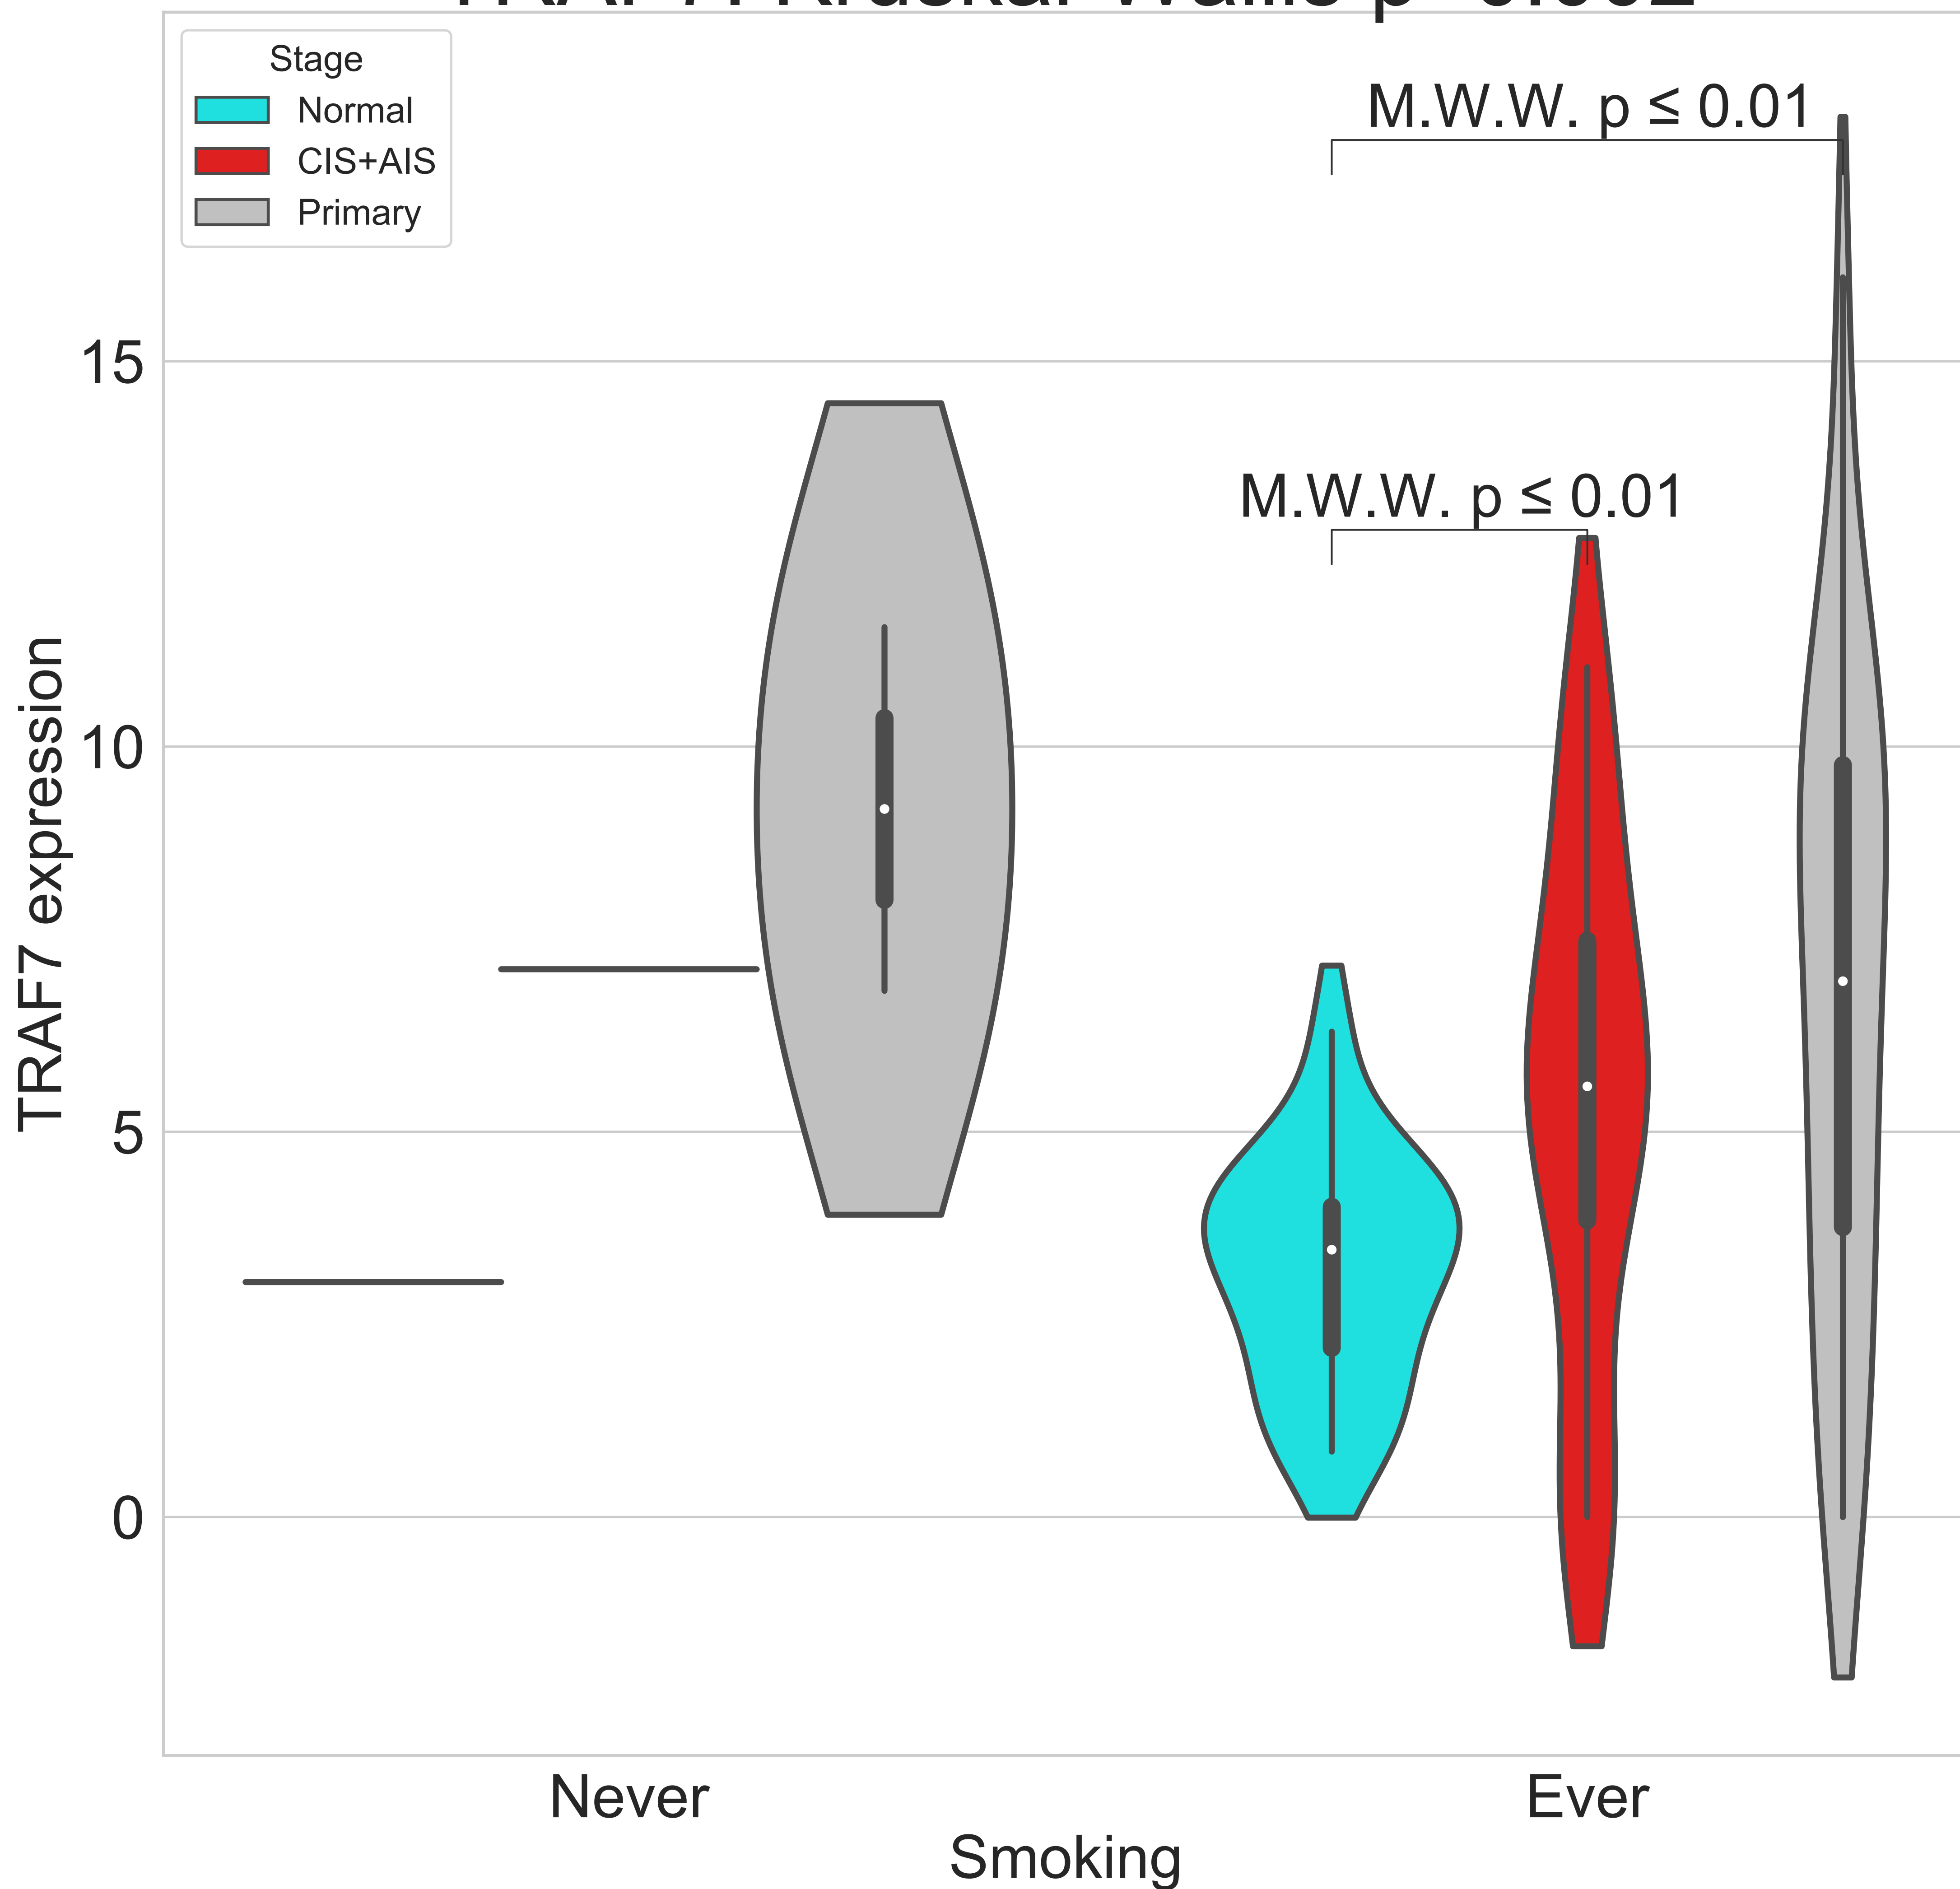 Stage
Normal
CIS+AIS
Primary
M.W.W. p ≤ 0.01
M.W.W. p ≤ 0.01
15
10
5
0
TRAF7 expression
Never
Ever
Smoking